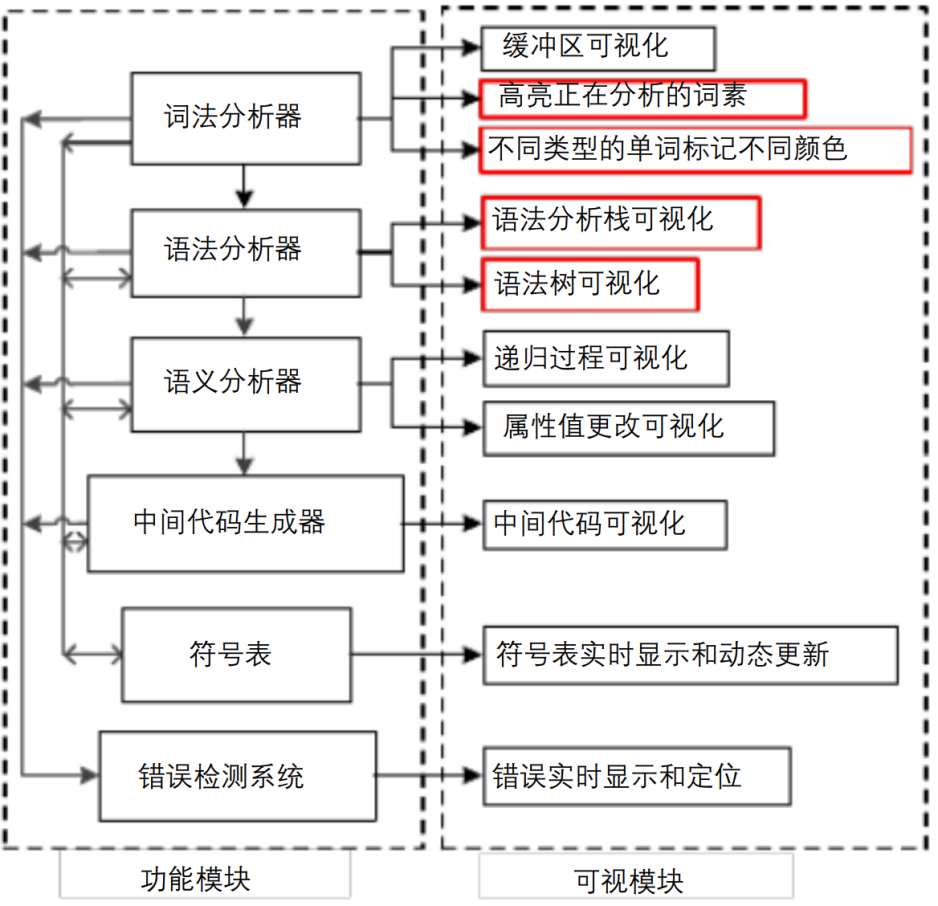 缓冲区可视化
词法分析器
高亮正在分析的词素
不同类型的单词标记不同颜色
语法分析器
语法分析栈可视化
语法树可视化
语义分析器
递归过程可视化
属性值更改可视化
中间代码生成器
中间代码可视化
符号表
符号表实时显示和动态更新
错误检测系统
错误实时显示和定位
功能模块
可视模块